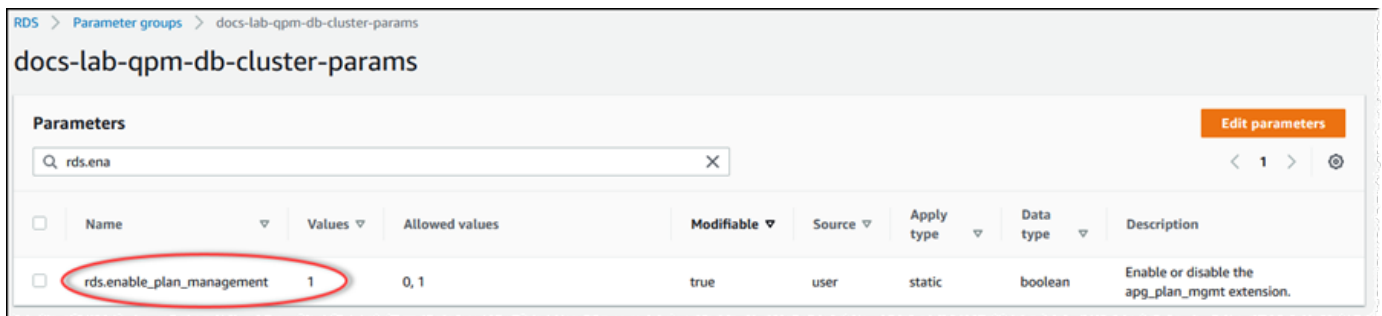 RDS > Parameter groups > docs-lab-qpm-db-cluster-params
docs-lab-qpm-db-cluster-params
Parameters
Edit parameters
rds.ena
1
Name Values Allowed values Modifiable Source Apply type Data type Description
rds.enable_plan_management 1 0, 1 true user static boolean Enable or disable the
apg_plan_mgmt extension.